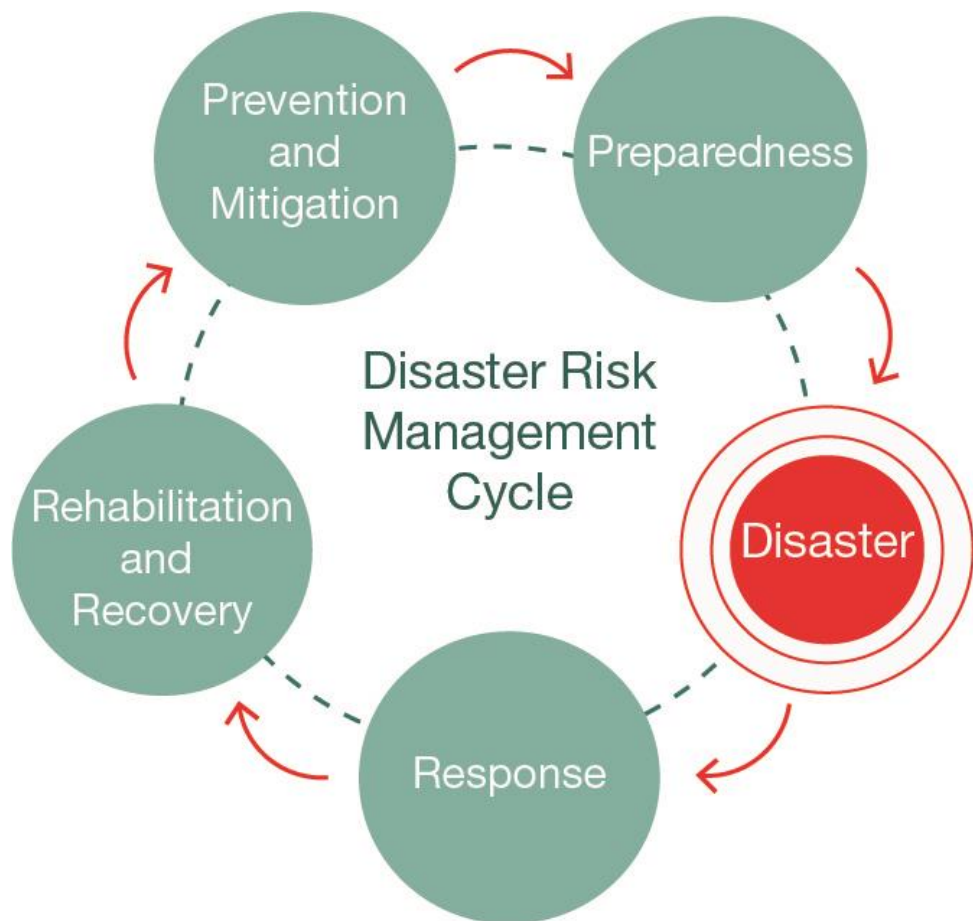 Prevention
and
Mitigation
Preparedness
Disaster Risk
Management
Cycle
Disaster
Rehabilitation
and
Recovery
Response